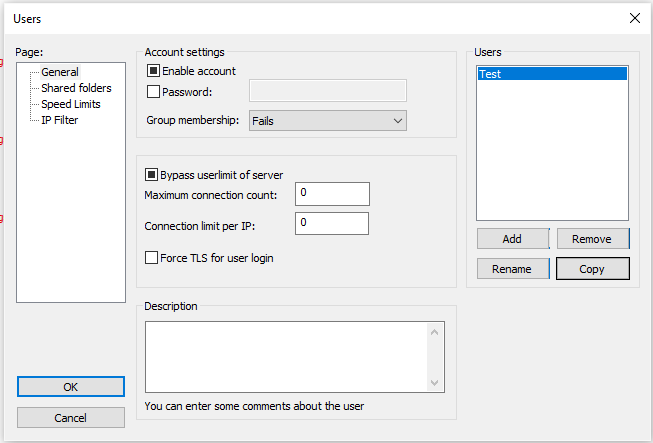 Users
Page:
General
Shared folders
Speed Limits
IP Filter
Account settings
Enable account
Password:
Group membership: Fails
Bypass userlimit of server
Maximum connection count: 0
Connection limit per IP: 0
Force TLS for user login
Description
You can enter some comments about the user
Users
Test
Add Remove
Rename Copy
OK
Cancel